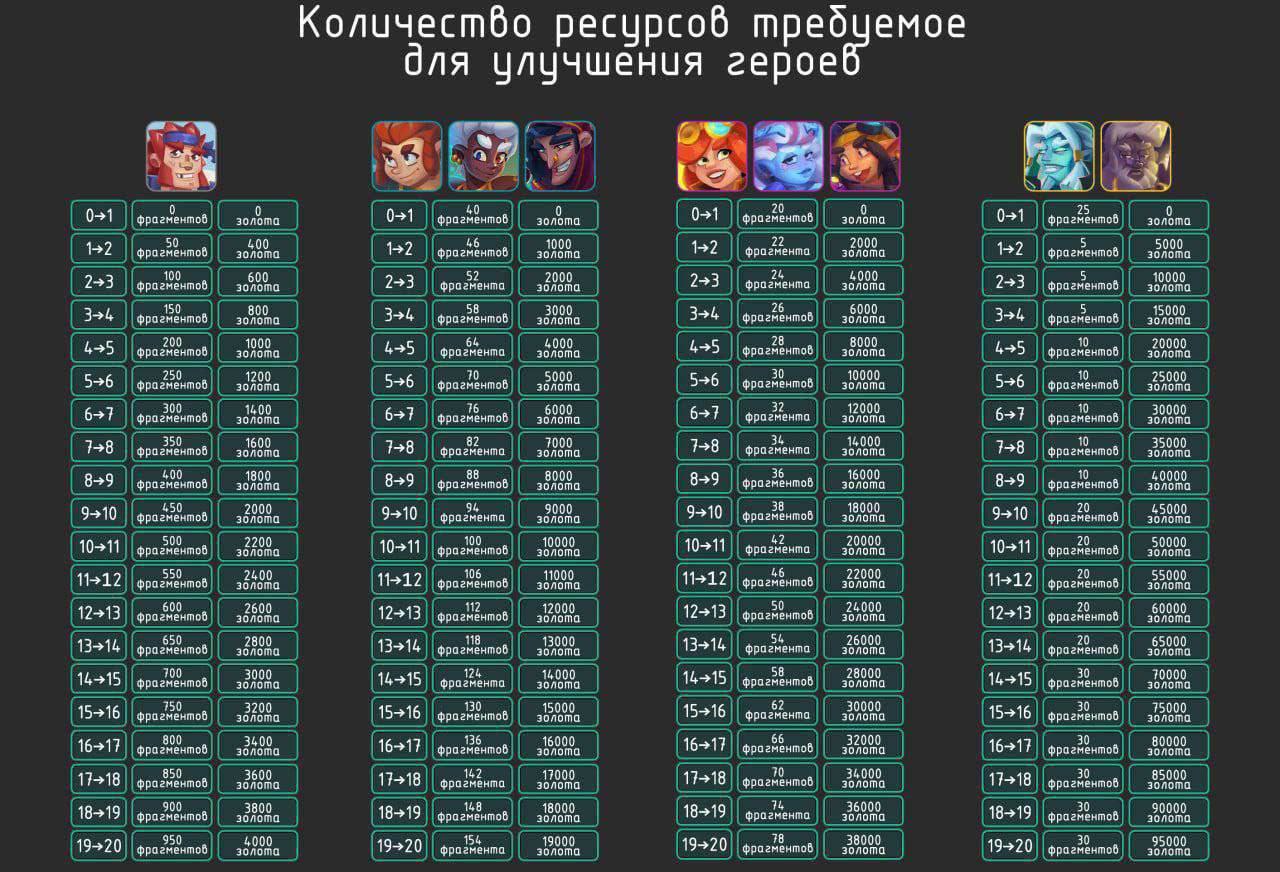 Количество ресурсов требуемое
для улучшения героев
0→1 0 фрагментов 0 золота
1→2 50 фрагментов 400 золота
2→3 100 фрагментов 600 золота
3→4 150 фрагментов 800 золота
4→5 200 фрагментов 1000 золота
5→6 250 фрагментов 1200 золота
6→7 300 фрагментов 1400 золота
7→8 350 фрагментов 1600 золота
8→9 400 фрагментов 1800 золота
9→10 450 фрагментов 2000 золота
10→11 500 фрагментов 2200 золота
11→12 550 фрагментов 2400 золота
12→13 600 фрагментов 2600 золота
13→14 650 фрагментов 2800 золота
14→15 700 фрагментов 3000 золота
15→16 750 фрагментов 3200 золота
16→17 800 фрагментов 3400 золота
17→18 850 фрагментов 3600 золота
18→19 900 фрагментов 3800 золота
19→20 950 фрагментов 4000 золота
0→1 40 фрагментов 0 золота
1→2 46 фрагментов 1000 золота
2→3 52 фрагмента 2000 золота
3→4 58 фрагментов 3000 золота
4→5 64 фрагмента 4000 золота
5→6 70 фрагментов 5000 золота
6→7 76 фрагментов 6000 золота
7→8 82 фрагмента 7000 золота
8→9 88 фрагментов 8000 золота
9→10 94 фрагмента 9000 золота
10→11 100 фрагментов 10000 золота
11→12 106 фрагментов 11000 золота
12→13 112 фрагментов 12000 золота
13→14 118 фрагментов 13000 золота
14→15 124 фрагмента 14000 золота
15→16 130 фрагментов 15000 золота
16→17 136 фрагментов 16000 золота
17→18 142 фрагмента 17000 золота
18→19 148 фрагментов 18000 золота
19→20 154 фрагмента 19000 золота
0→1 20 фрагментов 0 золота
1→2 22 фрагмента 2000 золота
2→3 24 фрагмента 4000 золота
3→4 26 фрагментов 6000 золота
4→5 28 фрагментов 8000 золота
5→6 30 фрагментов 10000 золота
6→7 32 фрагмента 12000 золота
7→8 34 фрагмента 14000 золота
8→9 36 фрагментов 16000 золота
9→10 38 фрагментов 18000 золота
10→11 42 фрагмента 20000 золота
11→12 46 фрагментов 22000 золота
12→13 50 фрагментов 24000 золота
13→14 54 фрагмента 26000 золота
14→15 58 фрагментов 28000 золота
15→16 62 фрагмента 30000 золота
16→17 66 фрагментов 32000 золота
17→18 70 фрагментов 34000 золота
18→19 74 фрагмента 36000 золота
19→20 78 фрагментов 38000 золота
0→1 25 фрагментов 0 золота
1→2 5 фрагментов 5000 золота
2→3 5 фрагментов 10000 золота
3→4 5 фрагментов 15000 золота
4→5 10 фрагментов 20000 золота
5→6 10 фрагментов 25000 золота
6→7 10 фрагментов 30000 золота
7→8 10 фрагментов 35000 золота
8→9 10 фрагментов 40000 золота
9→10 20 фрагментов 45000 золота
10→11 20 фрагментов 50000 золота
11→12 20 фрагментов 55000 золота
12→13 20 фрагментов 60000 золота
13→14 20 фрагментов 65000 золота
14→15 30 фрагментов 70000 золота
15→16 30 фрагментов 75000 золота
16→17 30 фрагментов 80000 золота
17→18 30 фрагментов 85000 золота
18→19 30 фрагментов 90000 золота
19→20 30 фрагментов 95000 золота